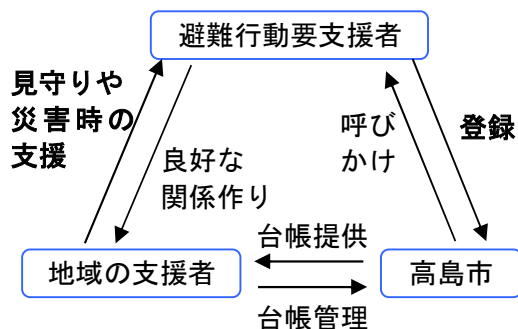 避難行動要支援者
見守りや
災害時の
支援
良好な
関係作り
呼び
かけ
登録
台帳提供
地域の支援者
高島市
台帳管理